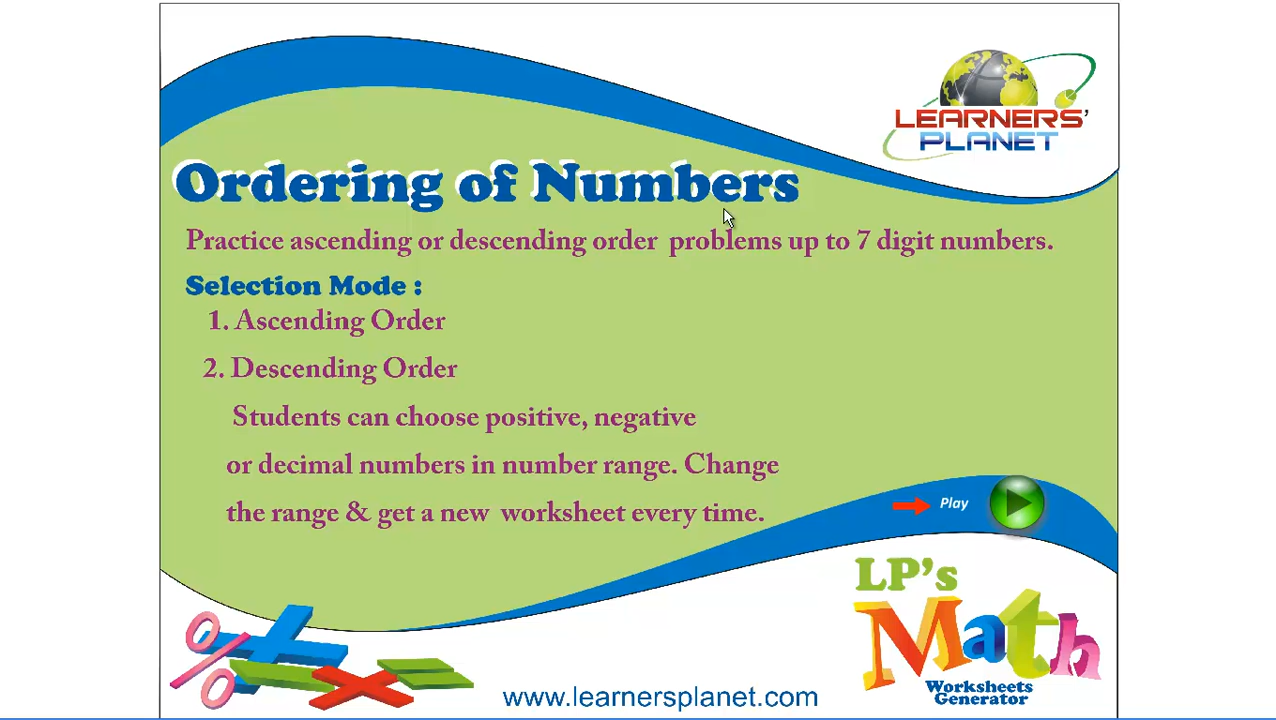 LEARNERS'
PLANET
Ordering of Numbers
Practice ascending or descending order problems up to 7 digit numbers.
Selection Mode :
1. Ascending Order
2. Descending Order
Students can choose positive, negative
or decimal numbers in number range. Change
the range & get a new worksheet every time.
Play
LP's
Math
Worksheets
Generator
www.learnersplanet.com